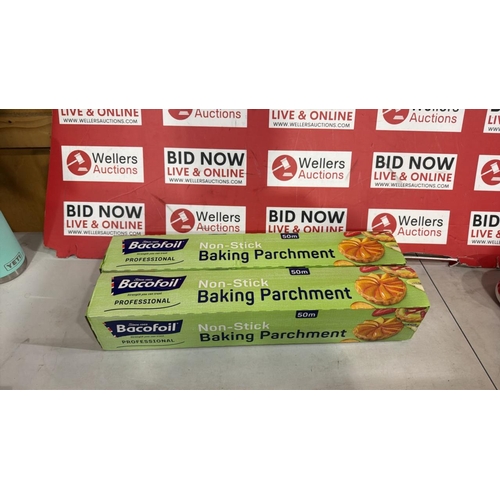 LIVE & ONLINE
WWW.WELLERSAUCTIONS.COM
Auctions
LIVE & ONLINE
WWW.WELLERSAUCTIONS.COM
Auctions
Wellers
Auctions
BID NOW
LIVE & ONLINE
Wellers
Auctions
BID NOW
LIVE & ONLINE
BID NOW
LIVE & ONLINE
WWW.WELLERSAUCTIONS.COM
Wellers
Auctions
BID NOW
Wellers
Auctions
BID NOW
50m
Bacofoil
PROFESSIONAL
Non-Stick
Baking Parchment
50m
Bacofoil
PROFESSIONAL
Non-Stick
Baking Parchment
50m
Bacofoil
PROFESSIONAL
Non-Stick
Baking Parchment
YETI